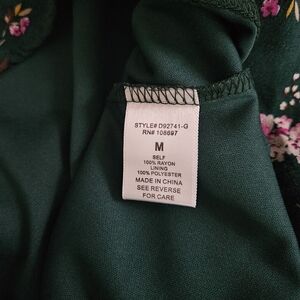 STYLE# D92741-G
RN# 108697
M
SELF
100% RAYON
LINING
100% POLYESTER
MADE IN CHINA
SEE REVERSE
FOR CARE